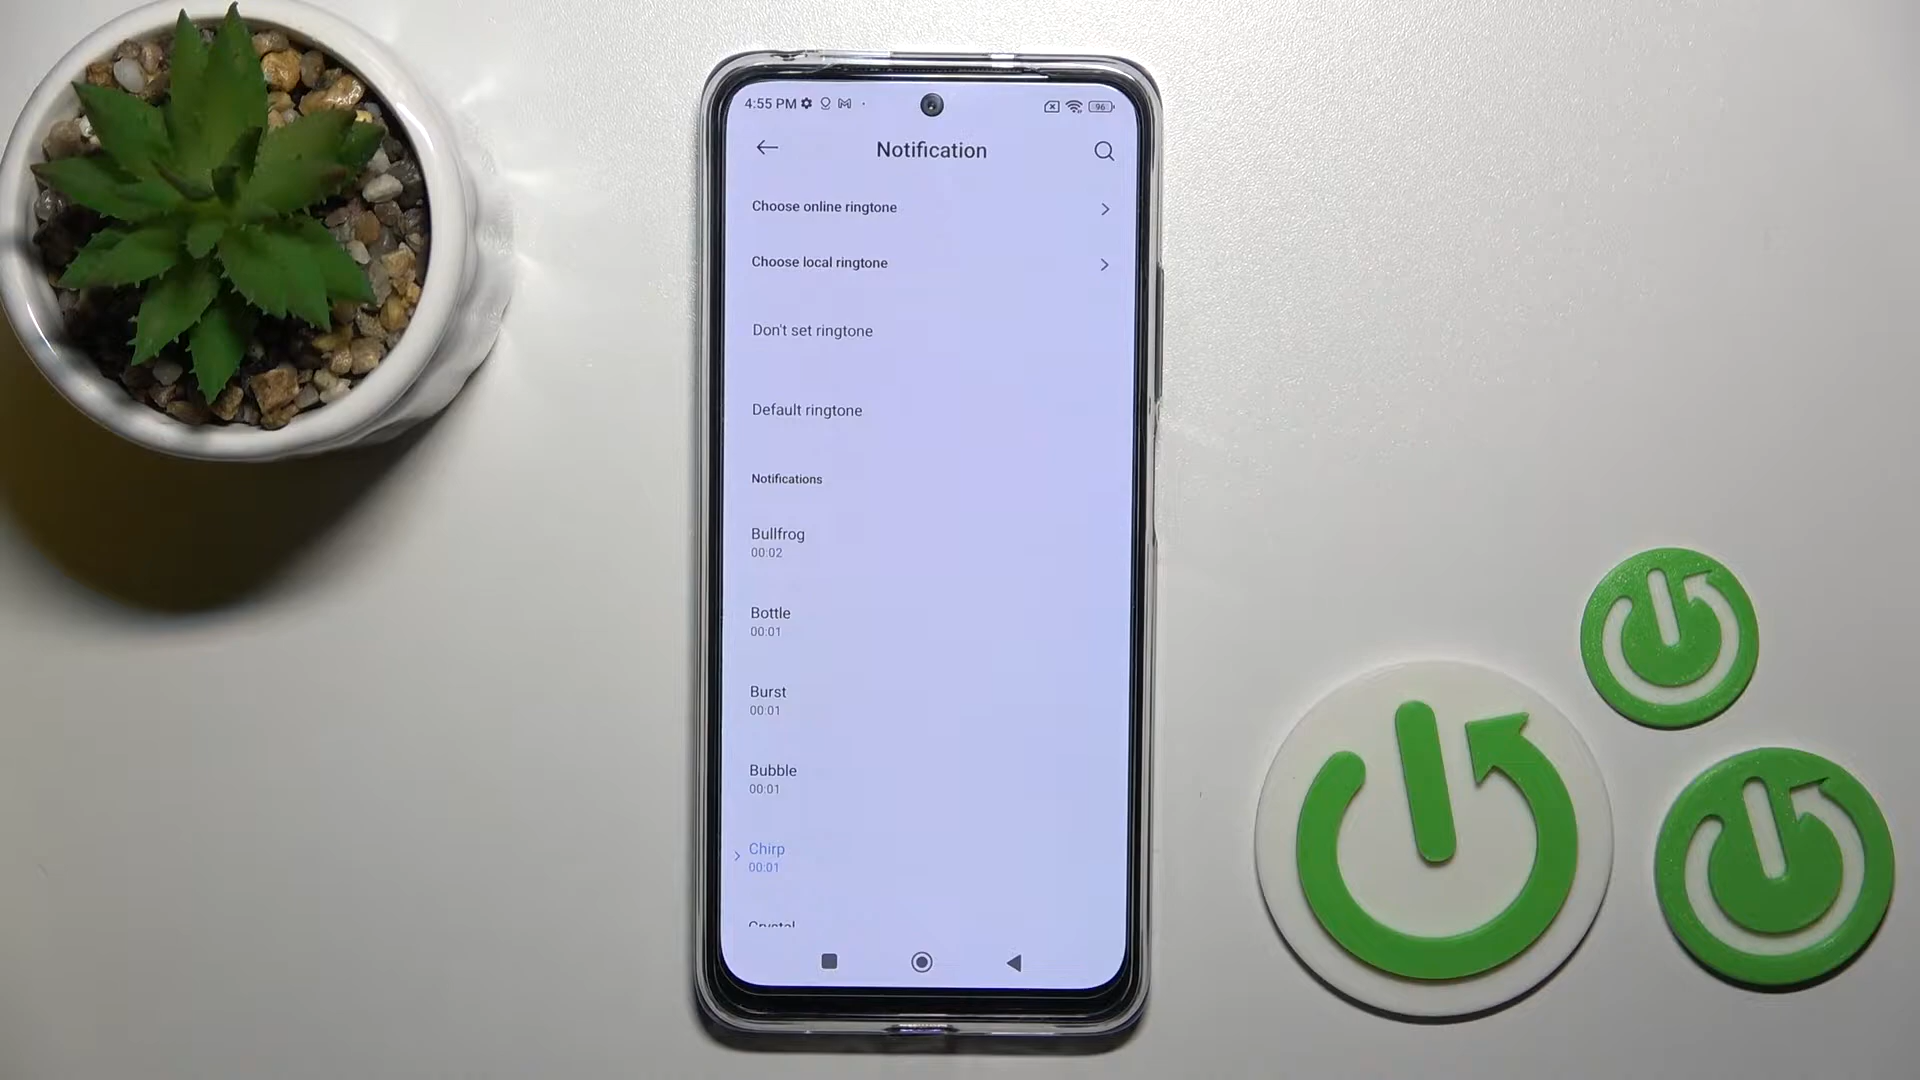 4:55 PM
96
Notification
Choose online ringtone
Choose local ringtone
Don't set ringtone
Default ringtone
Notifications
Bullfrog
00:02
Bottle
00:01
Burst
00:01
Bubble
00:01
Chirp
00:01
Crystal